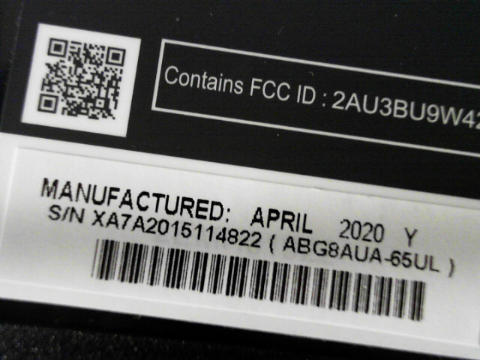 Contains FCC ID : 2AU3BU9W42
MANUFACTURED: APRIL 2020 Y
S/N XA7A2015114822 ( ABG8AUA-65UL )